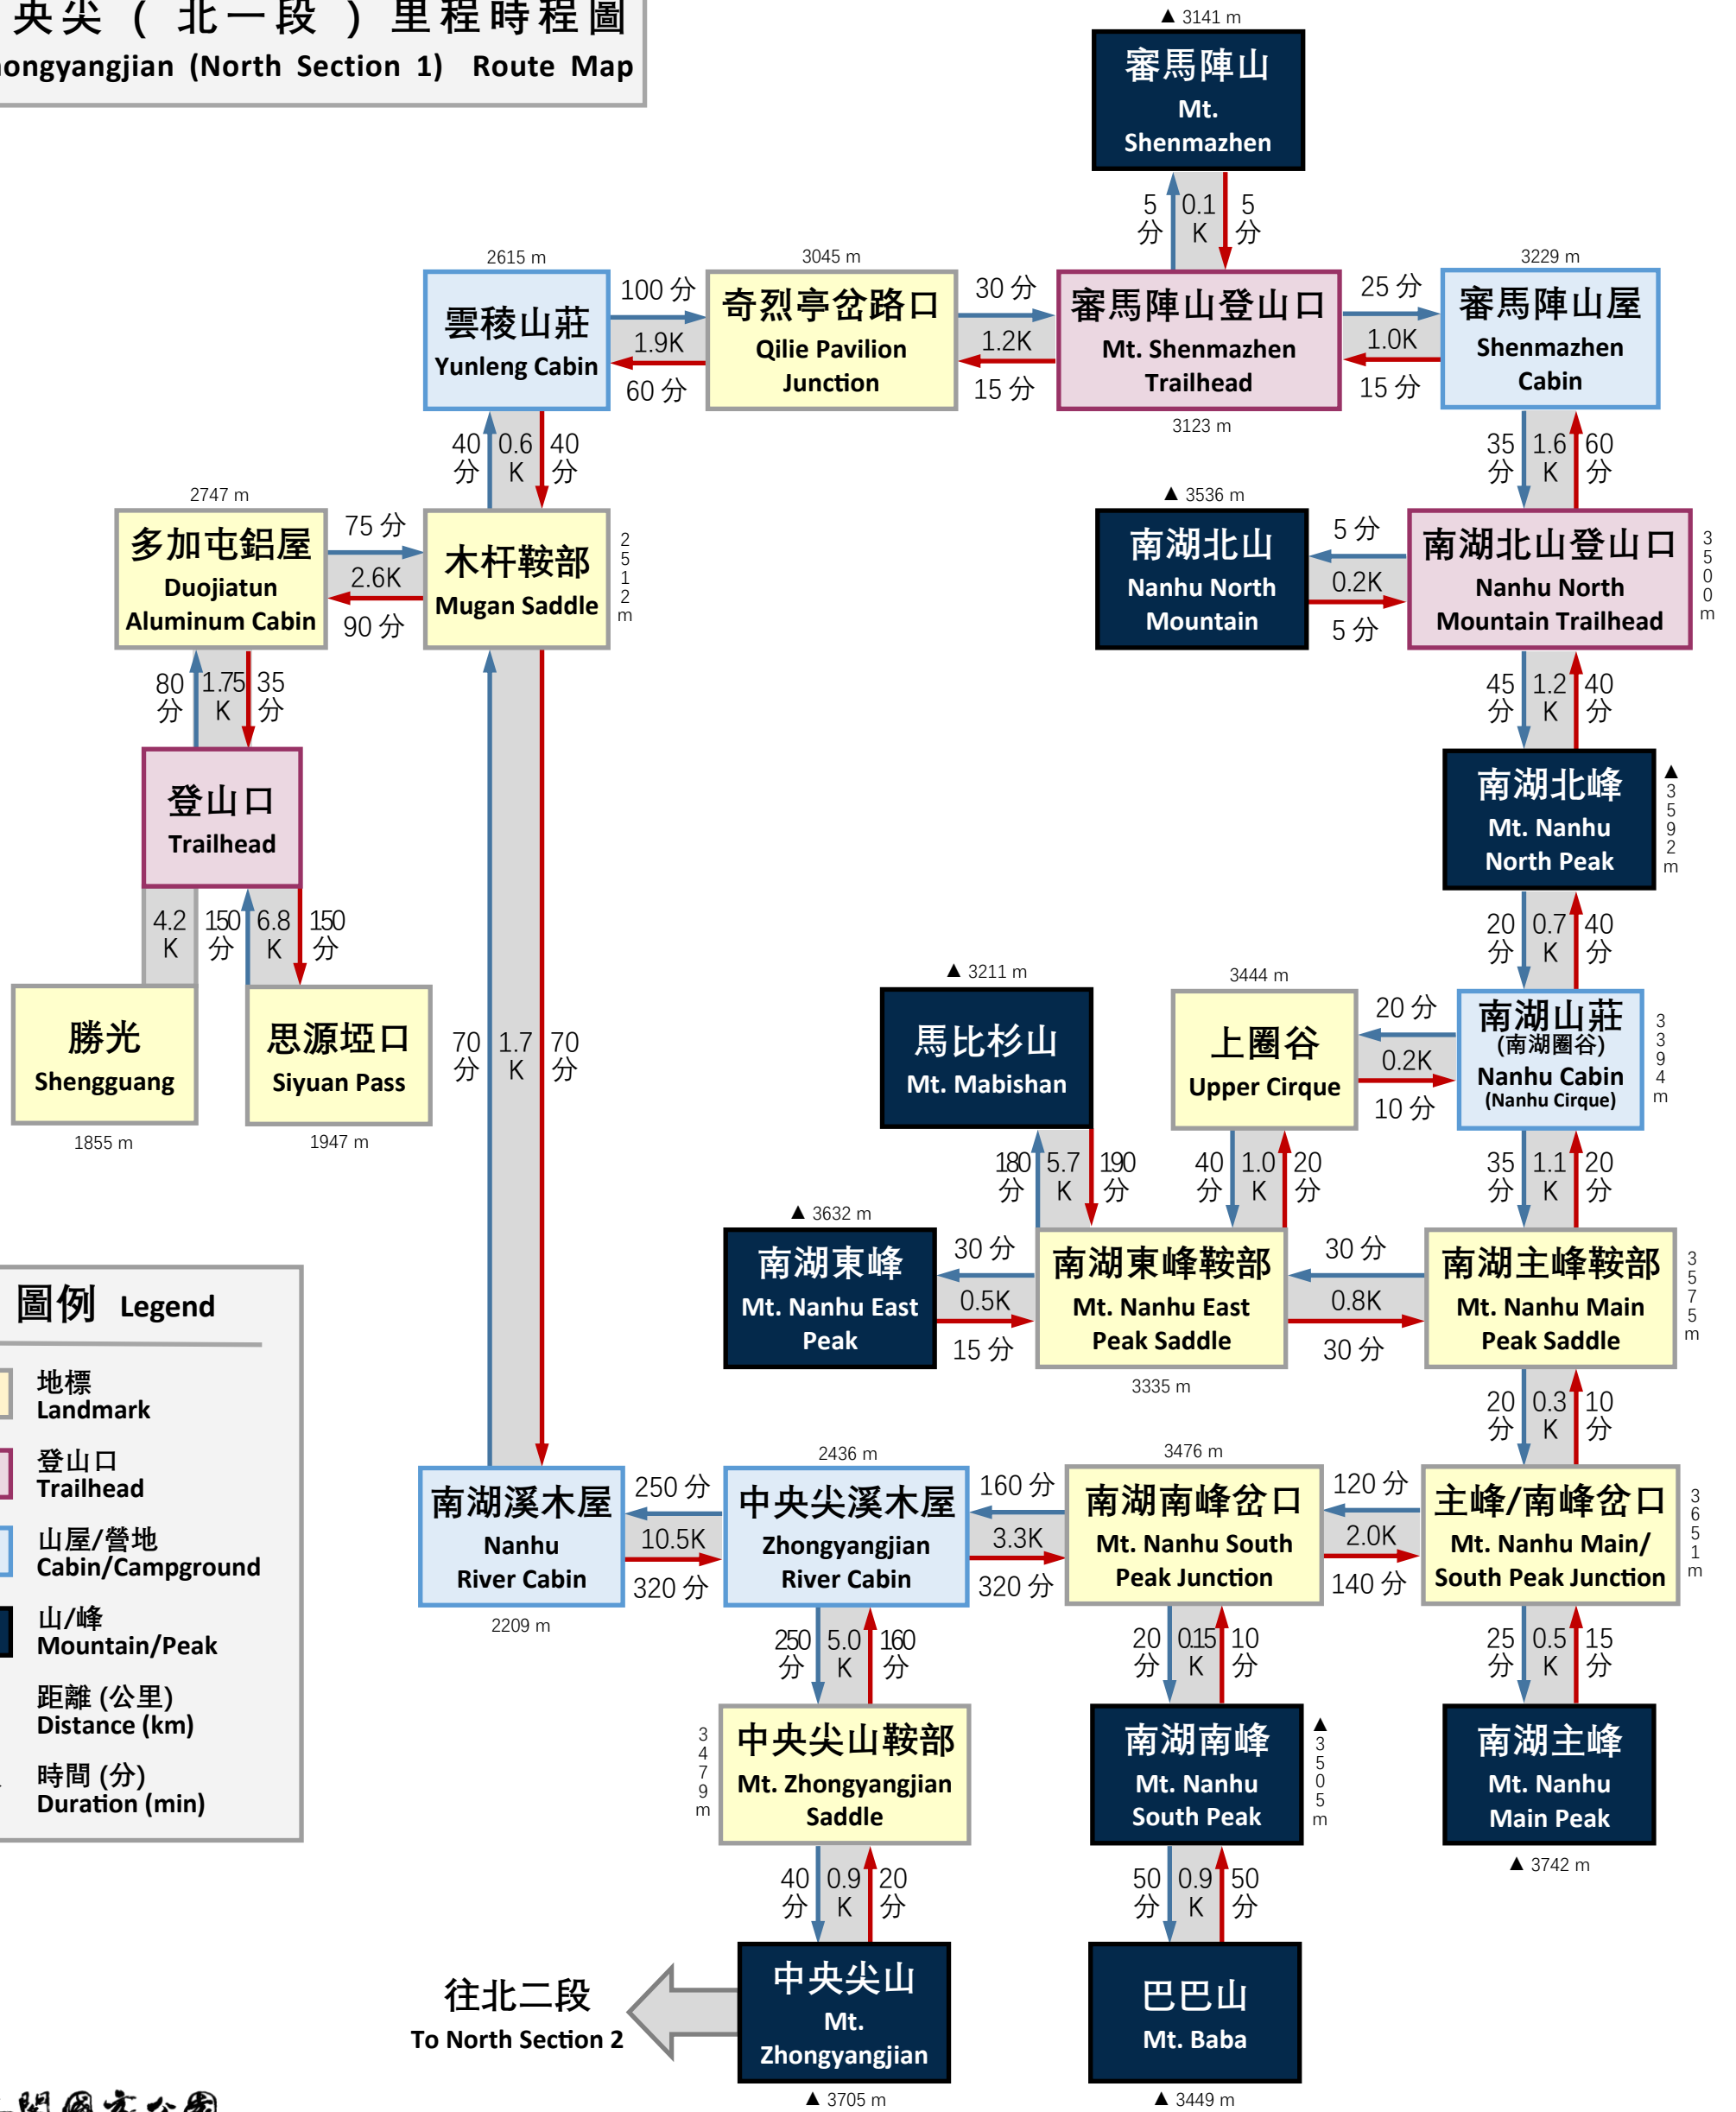 央尖 ( 北一段 ) 里程時程圖
hongyangjian (North Section 1) Route Map
▲ 3141 m
審馬陣山
Mt.
Shenmazhen
5
分
0.1
K
5
分
2615 m
雲稜山莊
Yunleng Cabin
100 分
1.9K
60 分
3045 m
奇烈亭岔路口
Qilie Pavilion
Junction
30 分
1.2K
15 分
審馬陣山登山口
Mt. Shenmazhen
Trailhead
3123 m
25 分
1.0K
15 分
3229 m
審馬陣山屋
Shenmazhen
Cabin
40
分
0.6
K
40
分
35
分
1.6
K
60
分
2747 m
多加屯鋁屋
Duojiatun
Aluminum Cabin
75 分
2.6K
90 分
木杆鞍部
Mugan Saddle
2512m
▲ 3536 m
南湖北山
Nanhu North
Mountain
5 分
0.2K
5 分
南湖北山登山口
Nanhu North
Mountain Trailhead
3500m
80
分
1.75
K
35
分
45
分
1.2
K
40
分
登山口
Trailhead
南湖北峰
Mt. Nanhu
North Peak
▲3592m
4.2
K
150
分
6.8
K
150
分
20
分
0.7
K
40
分
勝光
Shengguang
1855 m
思源埡口
Siyuan Pass
1947 m
70
分
1.7
K
70
分
▲ 3211 m
馬比杉山
Mt. Mabishan
3444 m
上圈谷
Upper Cirque
20 分
0.2K
10 分
南湖山莊
(南湖圈谷)
Nanhu Cabin
(Nanhu Cirque)
3394m
180
分
5.7
K
190
分
40
分
1.0
K
20
分
35
分
1.1
K
20
分
▲ 3632 m
南湖東峰
Mt. Nanhu East
Peak
30 分
0.5K
15 分
南湖東峰鞍部
Mt. Nanhu East
Peak Saddle
3335 m
30 分
0.8K
30 分
南湖主峰鞍部
Mt. Nanhu Main
Peak Saddle
3575m
20
分
0.3
K
10
分
圖例 Legend
地標
Landmark
登山口
Trailhead
山屋/營地
Cabin/Campground
山/峰
Mountain/Peak
距離 (公里)
Distance (km)
時間 (分)
Duration (min)
南湖溪木屋
Nanhu
River Cabin
2209 m
250 分
10.5K
320 分
2436 m
中央尖溪木屋
Zhongyangjian
River Cabin
160 分
3.3K
320 分
3476 m
南湖南峰岔口
Mt. Nanhu South
Peak Junction
120 分
2.0K
140 分
主峰/南峰岔口
Mt. Nanhu Main/
South Peak Junction
3651m
250
分
5.0
K
160
分
20
分
0.15
K
10
分
25
分
0.5
K
15
分
中央尖山鞍部
Mt. Zhongyangjian
Saddle
3479m
南湖南峰
Mt. Nanhu
South Peak
▲3505m
南湖主峰
Mt. Nanhu
Main Peak
▲ 3742 m
40
分
0.9
K
20
分
50
分
0.9
K
50
分
往北二段
To North Section 2
中央尖山
Mt.
Zhongyangjian
▲ 3705 m
巴巴山
Mt. Baba
▲ 3449 m